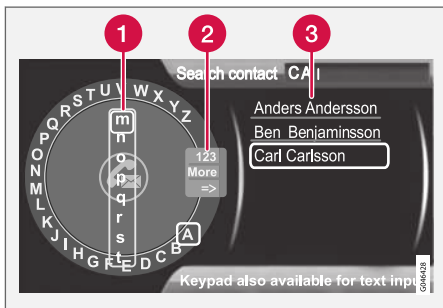 1
2
3
Search contact CA
Anders Andersson
Ben Benjaminsson
Carl Carlsson
A B C D E F G H I J K L M N O P Q R S T U V W X Y Z
m
n
o
p
q
r
s
t
123
More
=>
Keypad also available for text inpu
G046428